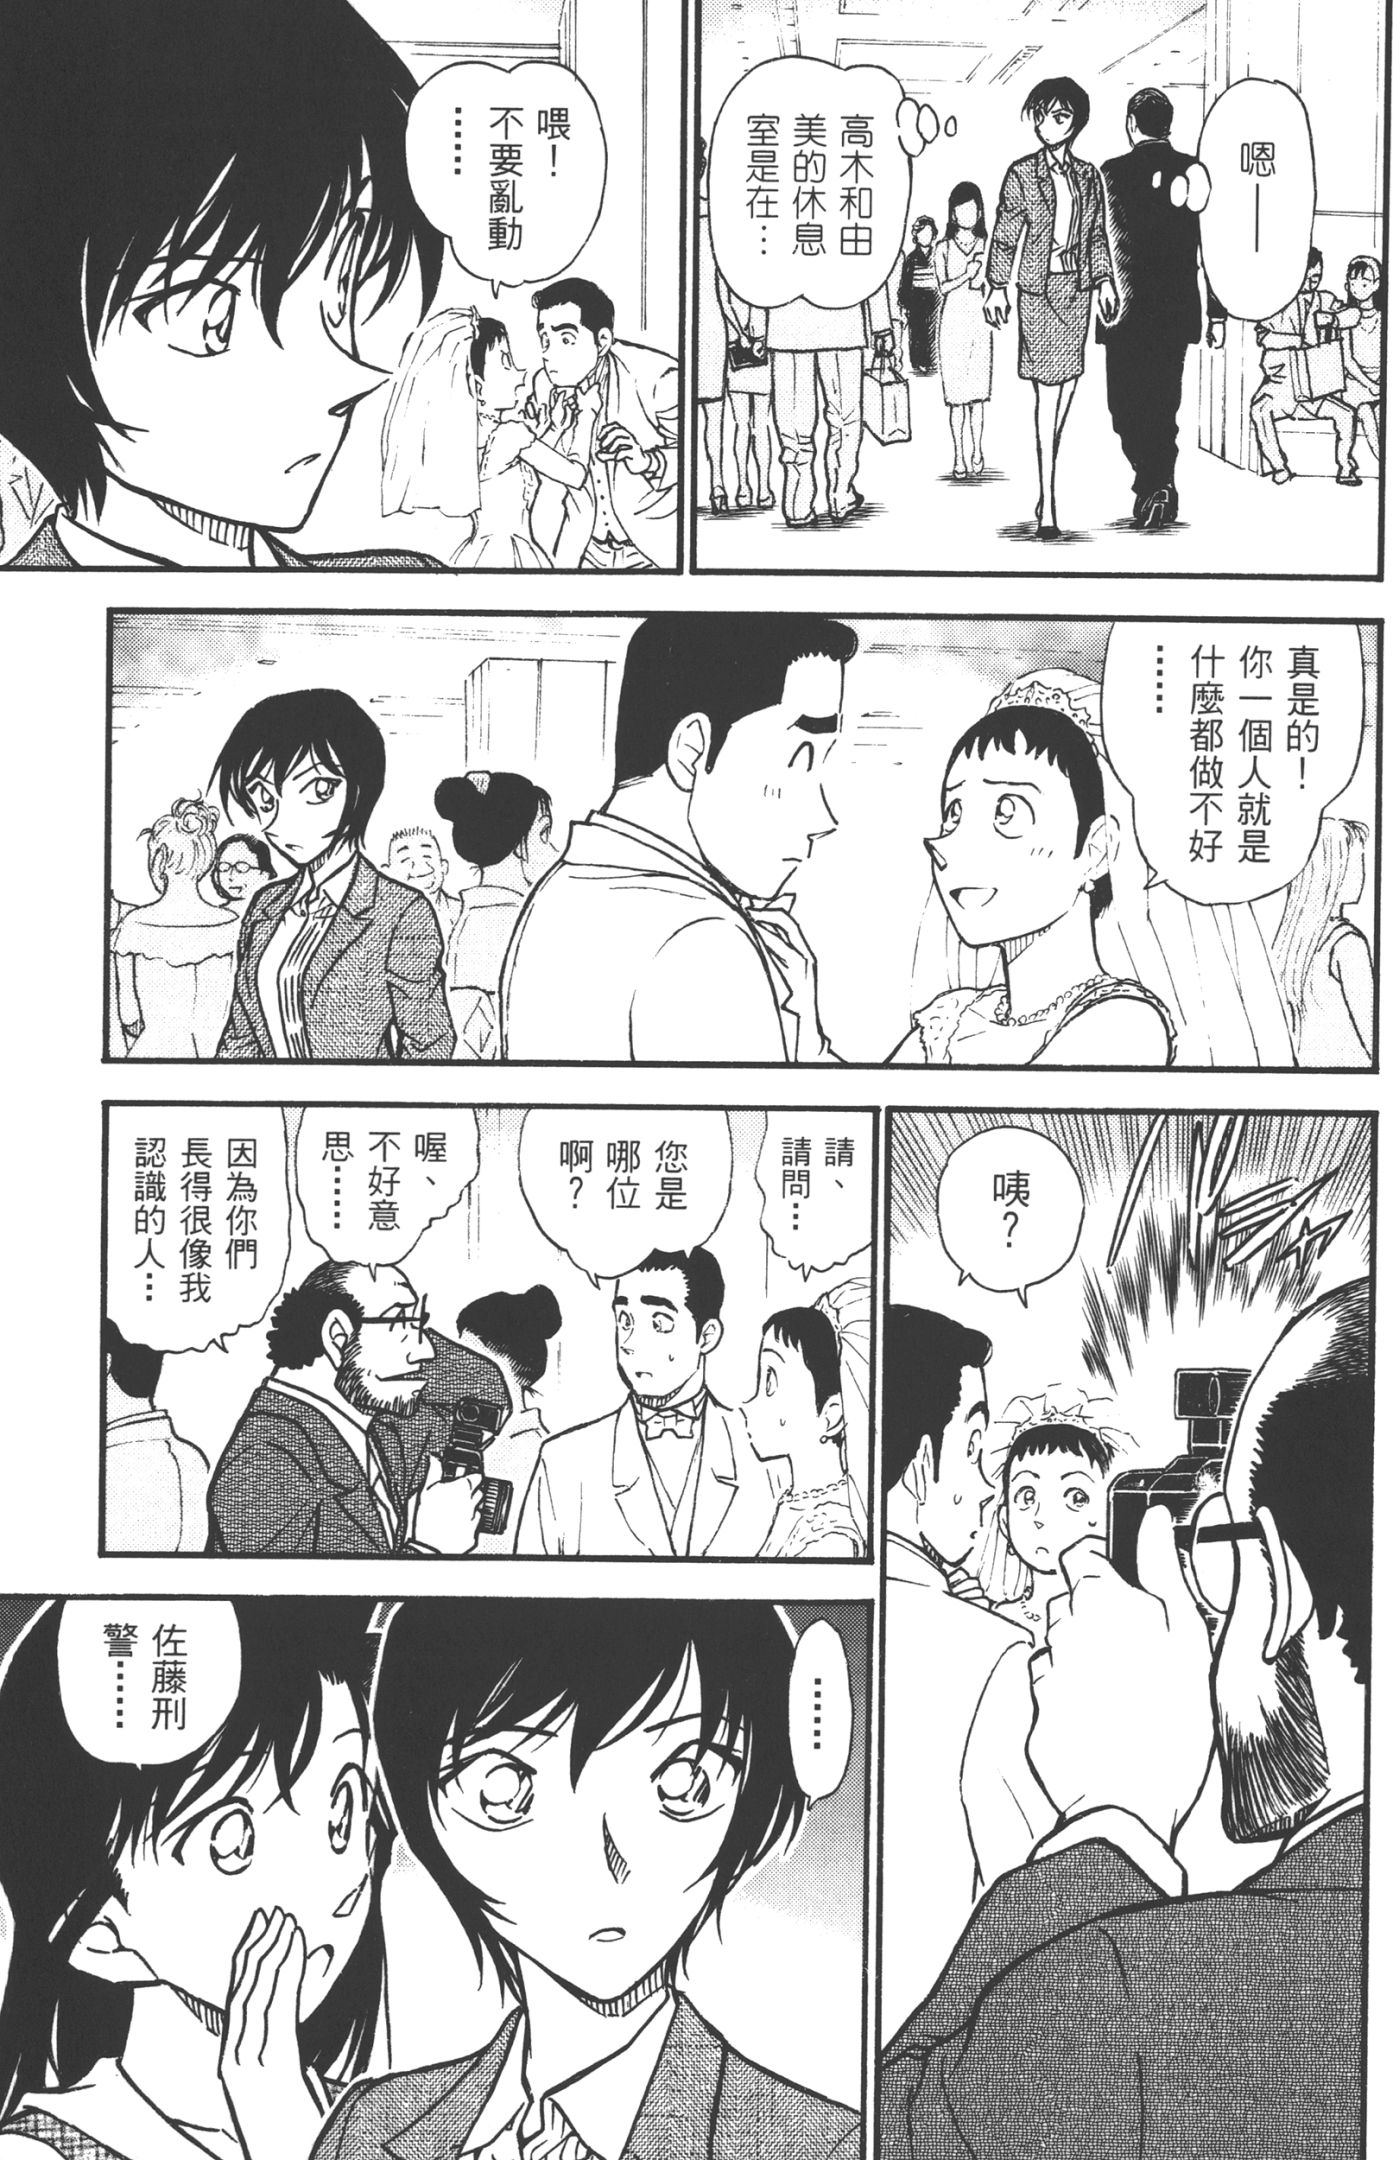 嗯──
高木和由
美的休息
室是在…
喂！
不要亂動
……
真是的！
你一個人就是
什麼都做不好
……
咦？
請、
請問…
您是
哪位
啊？
喔、
不好意
思……
因為你們
長得很像我
認識的人…
……
佐藤刑
警……